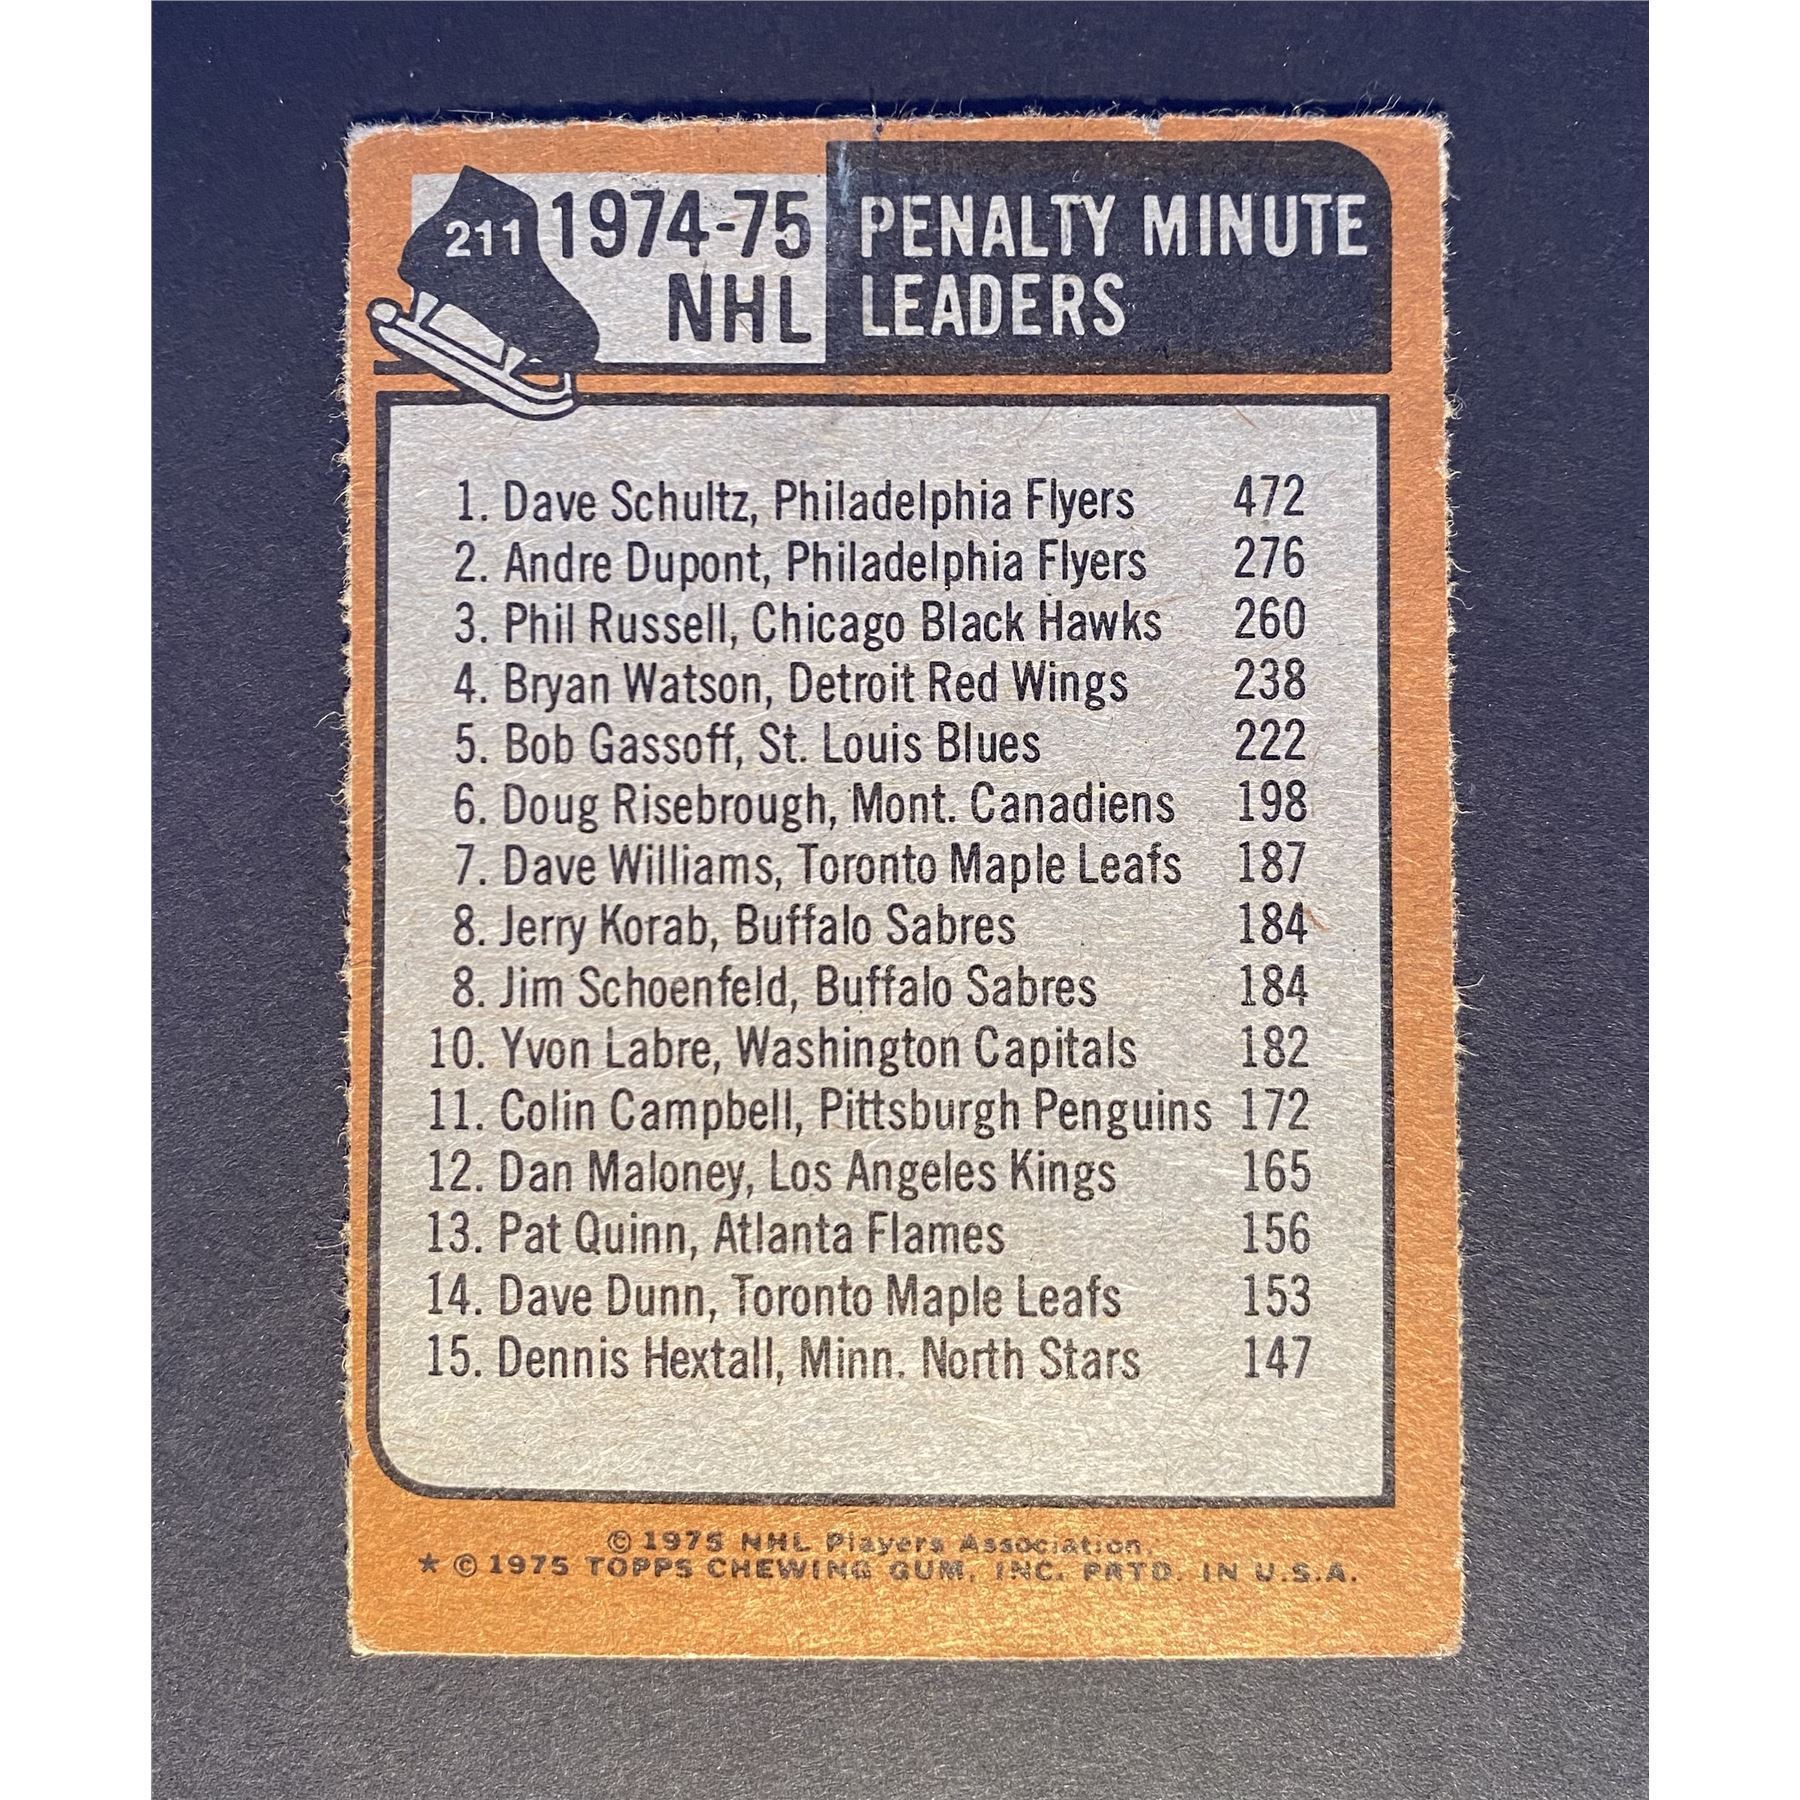 211 1974-75 NHL
PENALTY MINUTE
LEADERS
1. Dave Schultz, Philadelphia Flyers 472
2. Andre Dupont, Philadelphia Flyers 276
3. Phil Russell, Chicago Black Hawks 260
4. Bryan Watson, Detroit Red Wings 238
5. Bob Gassoff, St. Louis Blues 222
6. Doug Risebrough, Mont. Canadiens 198
7. Dave Williams, Toronto Maple Leafs 187
8. Jerry Korab, Buffalo Sabres 184
8. Jim Schoenfeld, Buffalo Sabres 184
10. Yvon Labre, Washington Capitals 182
11. Colin Campbell, Pittsburgh Penguins 172
12. Dan Maloney, Los Angeles Kings 165
13. Pat Quinn, Atlanta Flames 156
14. Dave Dunn, Toronto Maple Leafs 153
15. Dennis Hextall, Minn. North Stars 147
© 1975 NHL Players Association.
★ © 1975 TOPPS CHEWING GUM, INC. PRTD. IN U.S.A.